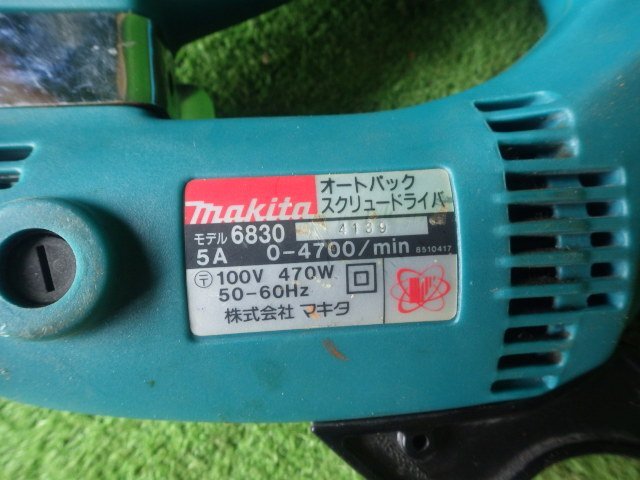 makita オートパック
スクリュードライバ
モデル 6830 4139
5A 0-4700/min 8510417
〒 100V 470W
50-60Hz
株式会社 マキタ